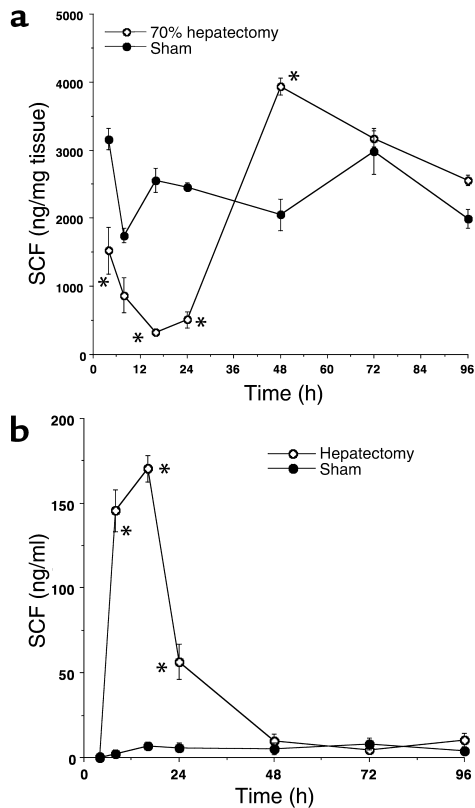 a
5000
70% hepatectomy
Sham
*
4000
3000
2000
1000
0
SCF (ng/mg tissue)
*
*
*
0 12 24 36 48 60 72 84 96
Time (h)
b
200
Hepatectomy
Sham
*
150
*
100
50
*
0
SCF (ng/ml)
0 24 48 72 96
Time (h)